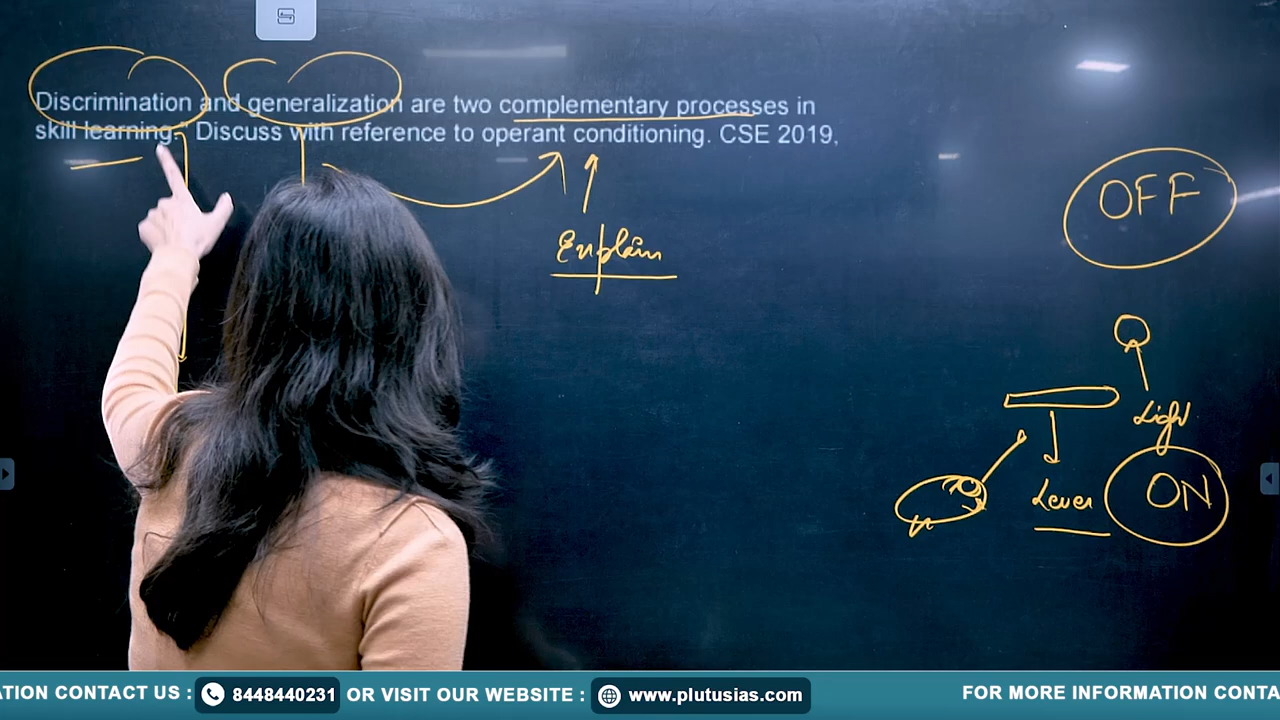 Discrimination and generalization are two complementary processes in
skill learning." Discuss with reference to operant conditioning. CSE 2019,
OFF
Explain
Light
Lever
ON
ATION CONTACT US : 8448440231 OR VISIT OUR WEBSITE : www.plutusias.com FOR MORE INFORMATION CONTA